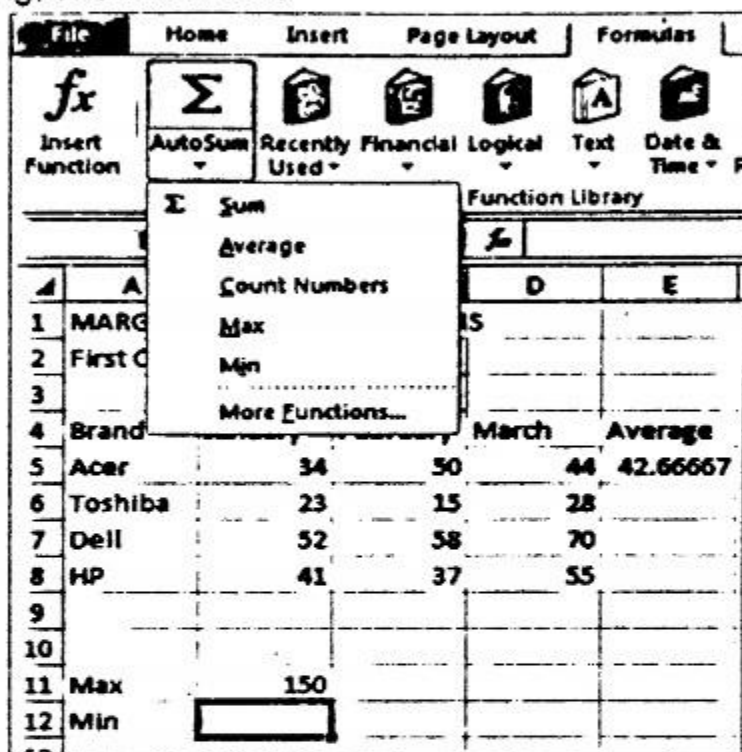 File Home Insert Page Layout Formulas
fx Σ A
Insert AutoSum Recently Financial Logical Text Date &
Function Used Time
Function Library
Σ Sum
Average
Count Numbers
Max
Min
More Functions...
fx
A D E
1 MARG
2 First
3
4 Brand March Average
5 Acer 34 50 44 42.66667
6 Toshiba 23 15 28
7 Dell 52 58 70
8 HP 41 37 55
9
10
11 Max 150
12 Min